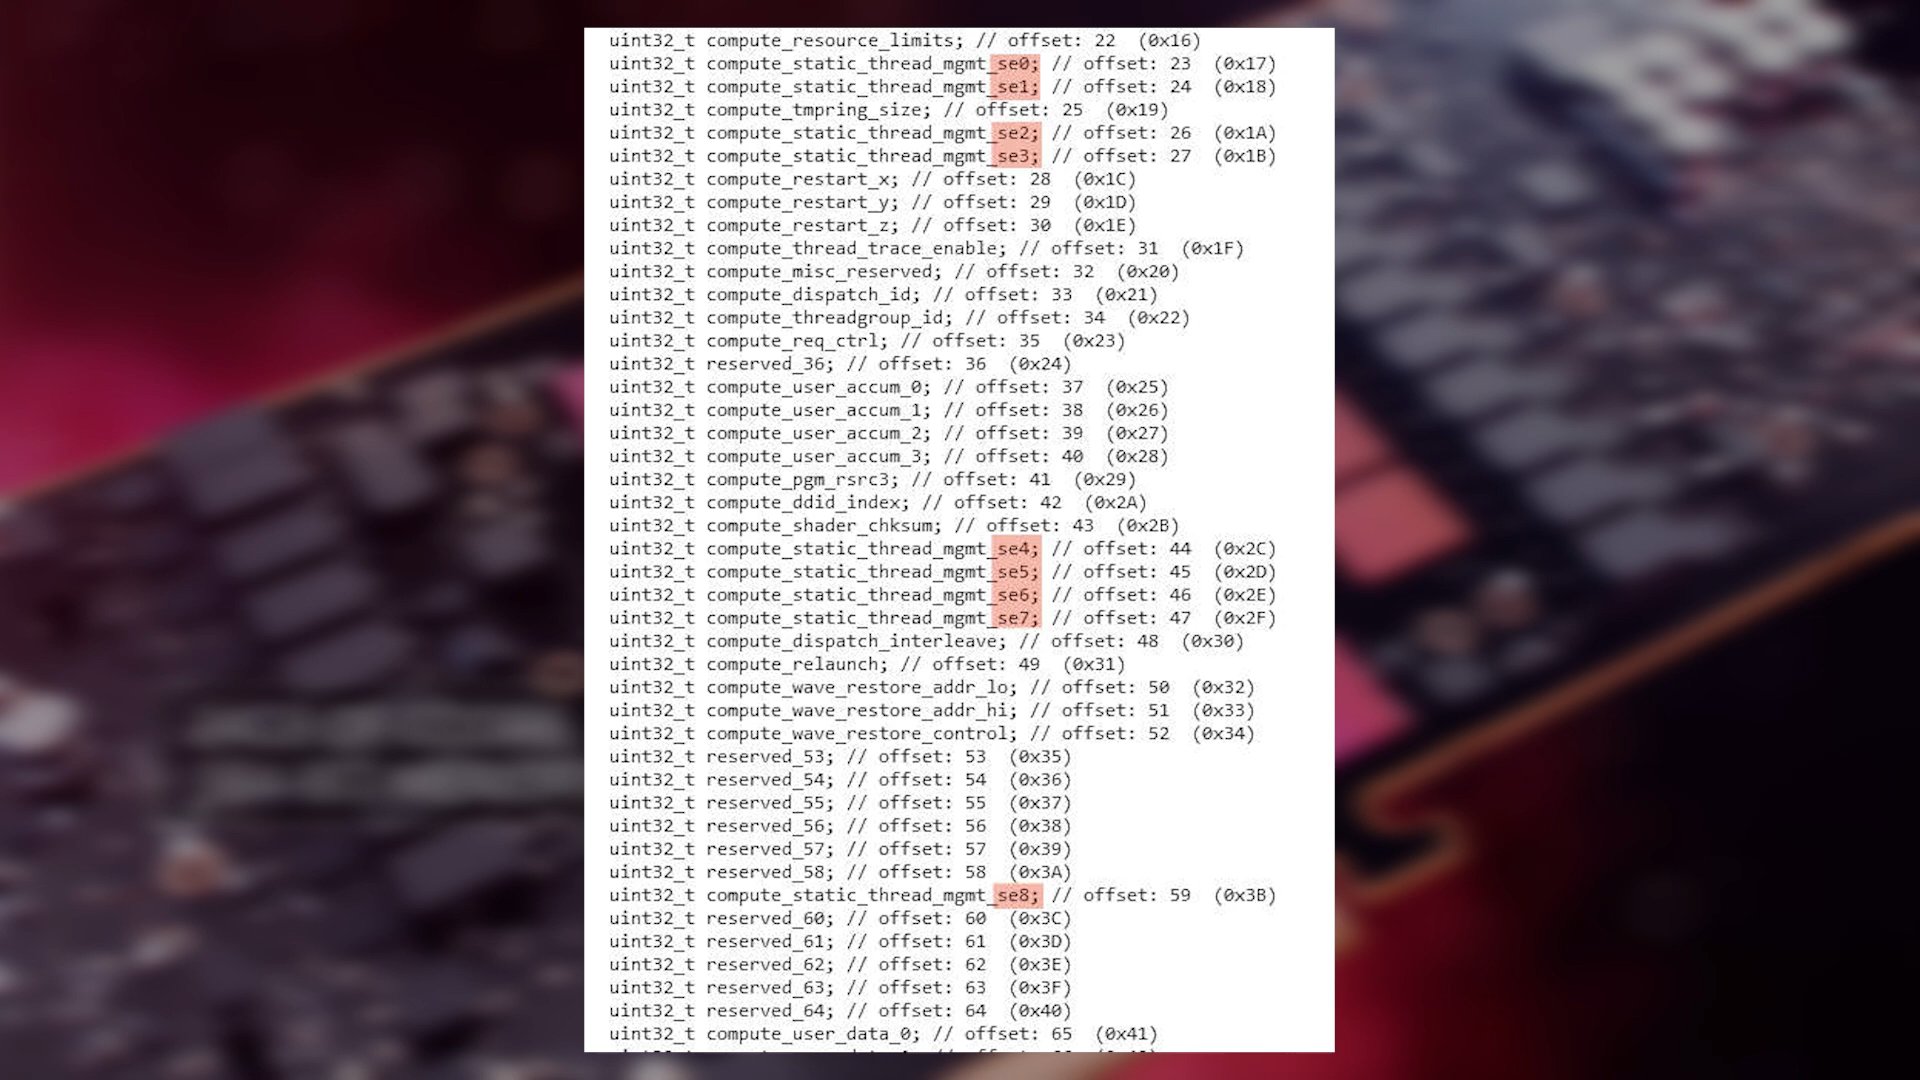 uint32_t compute_resource_limits; // offset: 22  (0x16)
uint32_t compute_static_thread_mgmt_se0; // offset: 23  (0x17)
uint32_t compute_static_thread_mgmt_se1; // offset: 24  (0x18)
uint32_t compute_tmpring_size; // offset: 25  (0x19)
uint32_t compute_static_thread_mgmt_se2; // offset: 26  (0x1A)
uint32_t compute_static_thread_mgmt_se3; // offset: 27  (0x1B)
uint32_t compute_restart_x; // offset: 28  (0x1C)
uint32_t compute_restart_y; // offset: 29  (0x1D)
uint32_t compute_restart_z; // offset: 30  (0x1E)
uint32_t compute_thread_trace_enable; // offset: 31  (0x1F)
uint32_t compute_misc_reserved; // offset: 32  (0x20)
uint32_t compute_dispatch_id; // offset: 33  (0x21)
uint32_t compute_threadgroup_id; // offset: 34  (0x22)
uint32_t compute_req_ctrl; // offset: 35  (0x23)
uint32_t reserved_36; // offset: 36  (0x24)
uint32_t compute_user_accum_0; // offset: 37  (0x25)
uint32_t compute_user_accum_1; // offset: 38  (0x26)
uint32_t compute_user_accum_2; // offset: 39  (0x27)
uint32_t compute_user_accum_3; // offset: 40  (0x28)
uint32_t compute_pgm_rsrc3; // offset: 41  (0x29)
uint32_t compute_ddid_index; // offset: 42  (0x2A)
uint32_t compute_shader_chksum; // offset: 43  (0x2B)
uint32_t compute_static_thread_mgmt_se4; // offset: 44  (0x2C)
uint32_t compute_static_thread_mgmt_se5; // offset: 45  (0x2D)
uint32_t compute_static_thread_mgmt_se6; // offset: 46  (0x2E)
uint32_t compute_static_thread_mgmt_se7; // offset: 47  (0x2F)
uint32_t compute_dispatch_interleave; // offset: 48  (0x30)
uint32_t compute_relaunch; // offset: 49  (0x31)
uint32_t compute_wave_restore_addr_lo; // offset: 50  (0x32)
uint32_t compute_wave_restore_addr_hi; // offset: 51  (0x33)
uint32_t compute_wave_restore_control; // offset: 52  (0x34)
uint32_t reserved_53; // offset: 53  (0x35)
uint32_t reserved_54; // offset: 54  (0x36)
uint32_t reserved_55; // offset: 55  (0x37)
uint32_t reserved_56; // offset: 56  (0x38)
uint32_t reserved_57; // offset: 57  (0x39)
uint32_t reserved_58; // offset: 58  (0x3A)
uint32_t compute_static_thread_mgmt_se8; // offset: 59  (0x3B)
uint32_t reserved_60; // offset: 60  (0x3C)
uint32_t reserved_61; // offset: 61  (0x3D)
uint32_t reserved_62; // offset: 62  (0x3E)
uint32_t reserved_63; // offset: 63  (0x3F)
uint32_t reserved_64; // offset: 64  (0x40)
uint32_t compute_user_data_0; // offset: 65  (0x41)